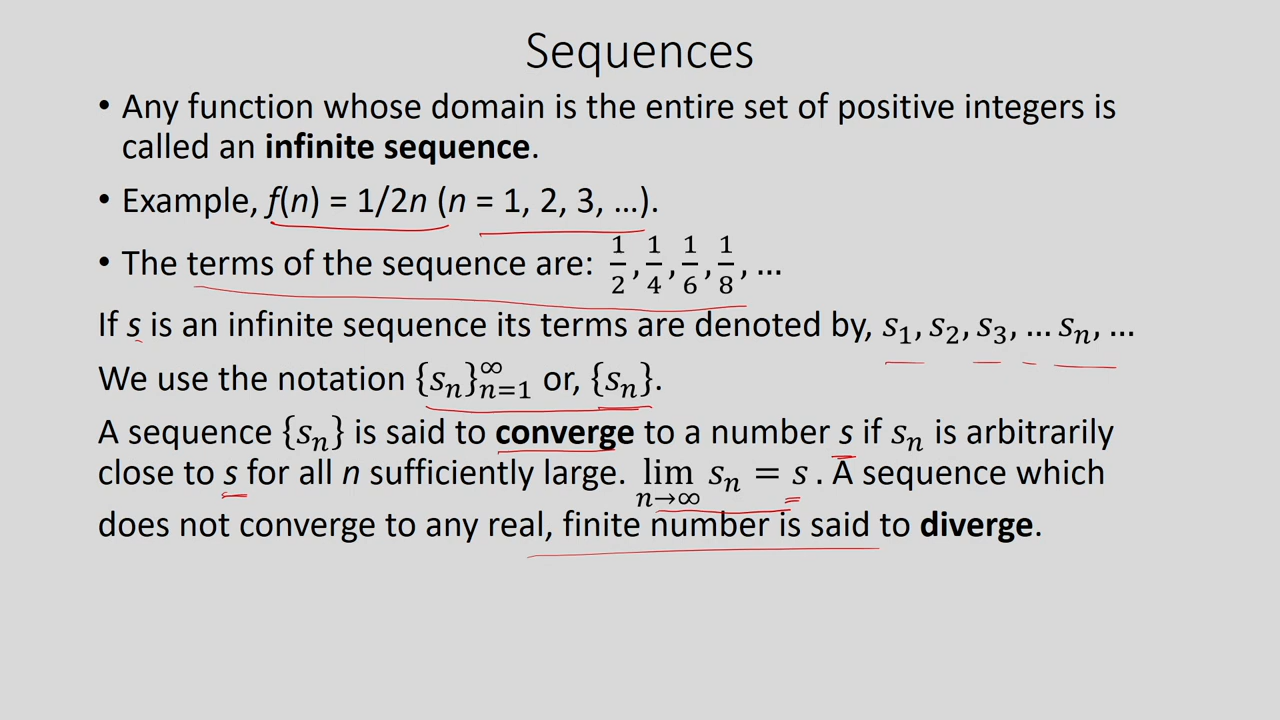 Sequences
• Any function whose domain is the entire set of positive integers is
called an infinite sequence.
• Example, f(n) = 1/2n (n = 1, 2, 3, …).
• The terms of the sequence are: 1/2, 1/4, 1/6, 1/8, …
If s is an infinite sequence its terms are denoted by, s₁, s₂, s₃, … sₙ, …
We use the notation {sₙ}∞ₙ₌₁ or, {sₙ}.
A sequence {sₙ} is said to converge to a number s if sₙ is arbitrarily
close to s for all n sufficiently large. lim n→∞ sₙ = s . A sequence which
does not converge to any real, finite number is said to diverge.